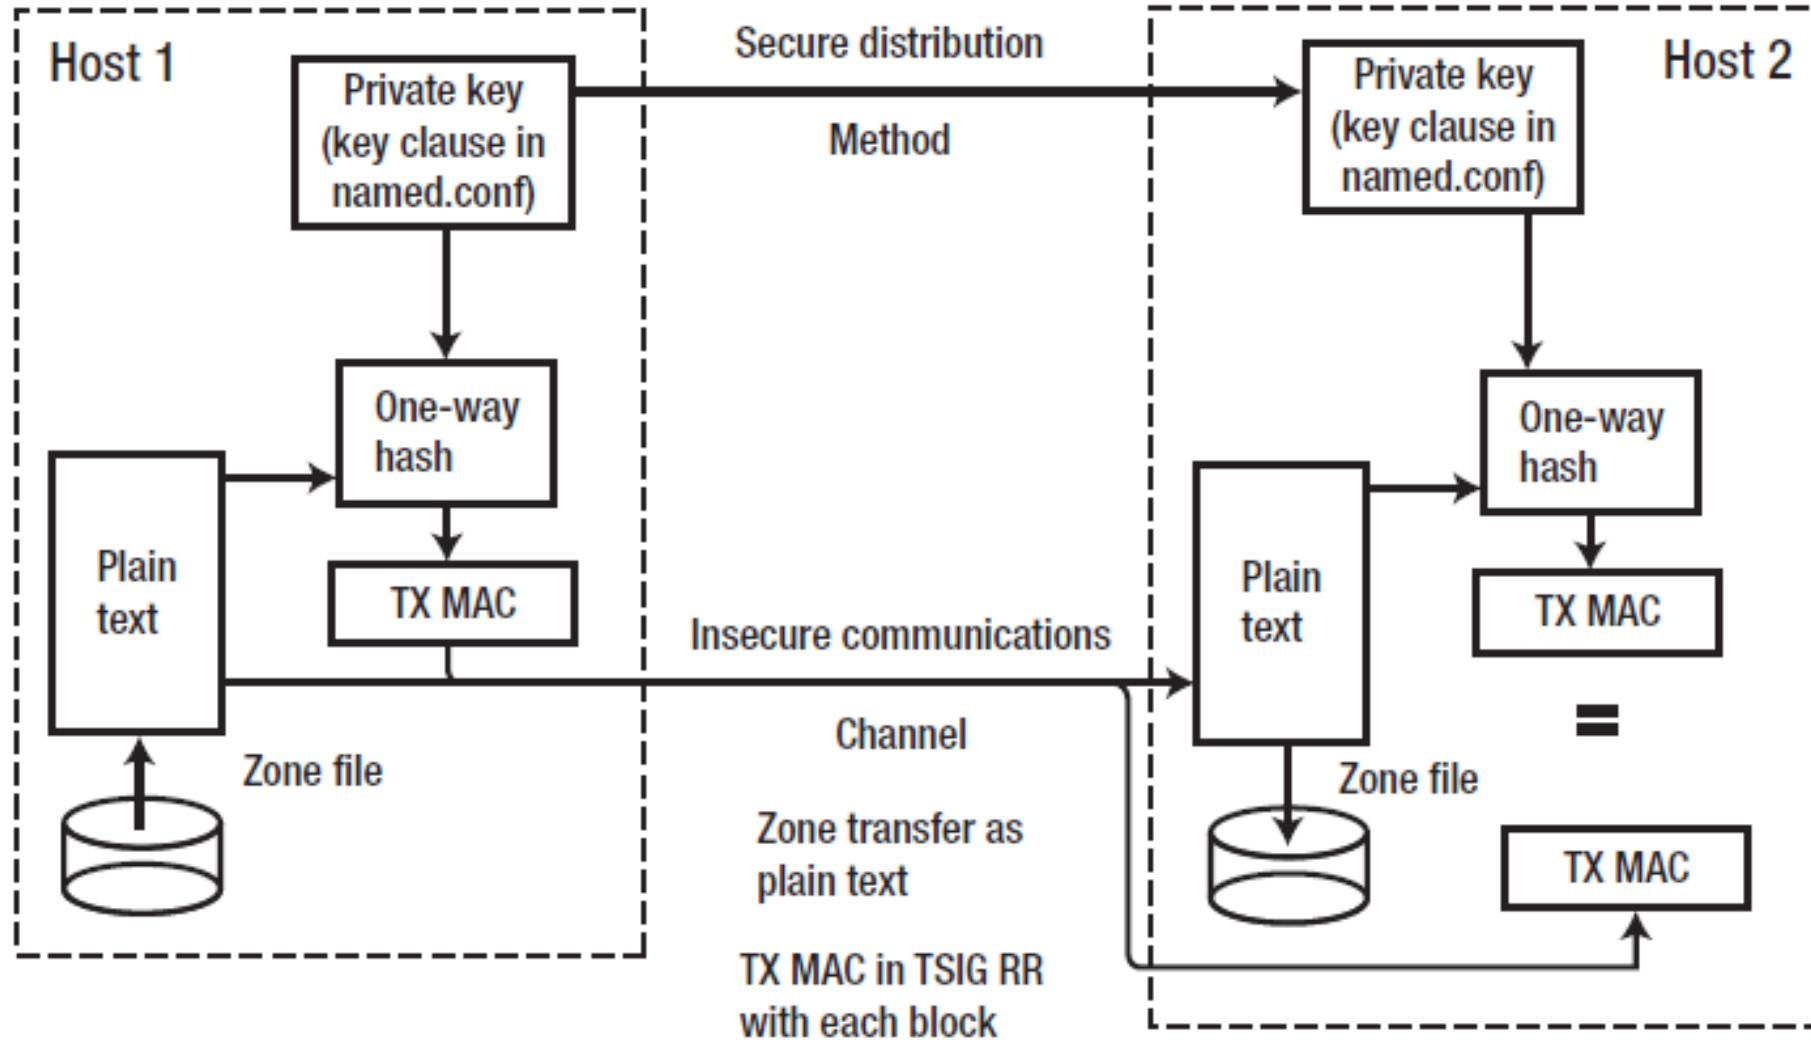 Host 1
Private key
(key clause in
named.conf)
Secure distribution
Method
Private key
(key clause in
named.conf)
Host 2
One-way
hash
Plain
text
TX MAC
Zone file
Insecure communications
Channel
Zone transfer as
plain text
TX MAC in TSIG RR
with each block
One-way
hash
Plain
text
TX MAC
=
Zone file
TX MAC